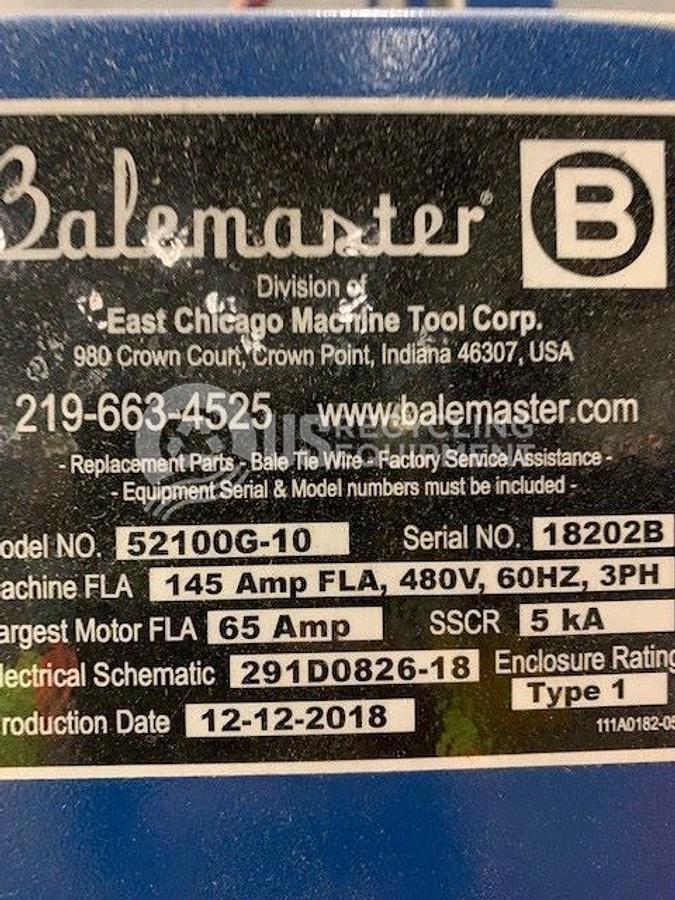 Balemaster®
B
Division of
East Chicago Machine Tool Corp.
980 Crown Court, Crown Point, Indiana 46307, USA
219-663-4525 www.balemaster.com
US RECYCLING EQUIPMENT
- Replacement Parts - Bale Tie Wire - Factory Service Assistance -
- Equipment Serial & Model numbers must be included -
odel NO. 52100G-10 Serial NO. 18202B
achine FLA 145 Amp FLA, 480V, 60HZ, 3PH
argest Motor FLA 65 Amp SSCR 5 kA
lectrical Schematic 291D0826-18 Enclosure Rating
Type 1
roduction Date 12-12-2018 111A0182-05